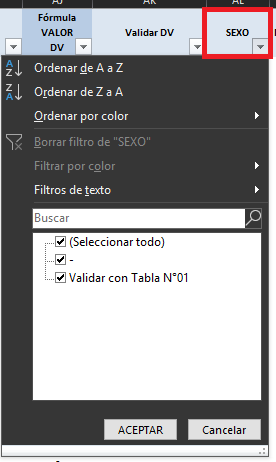 AJ AK AL
Fórmula
VALOR
DV
Validar DV
SEXO
Ordenar de A a Z
Ordenar de Z a A
Ordenar por color
Borrar filtro de "SEXO"
Filtrar por color
Filtros de texto
Buscar
(Seleccionar todo)
-
Validar con Tabla N°01
ACEPTAR Cancelar